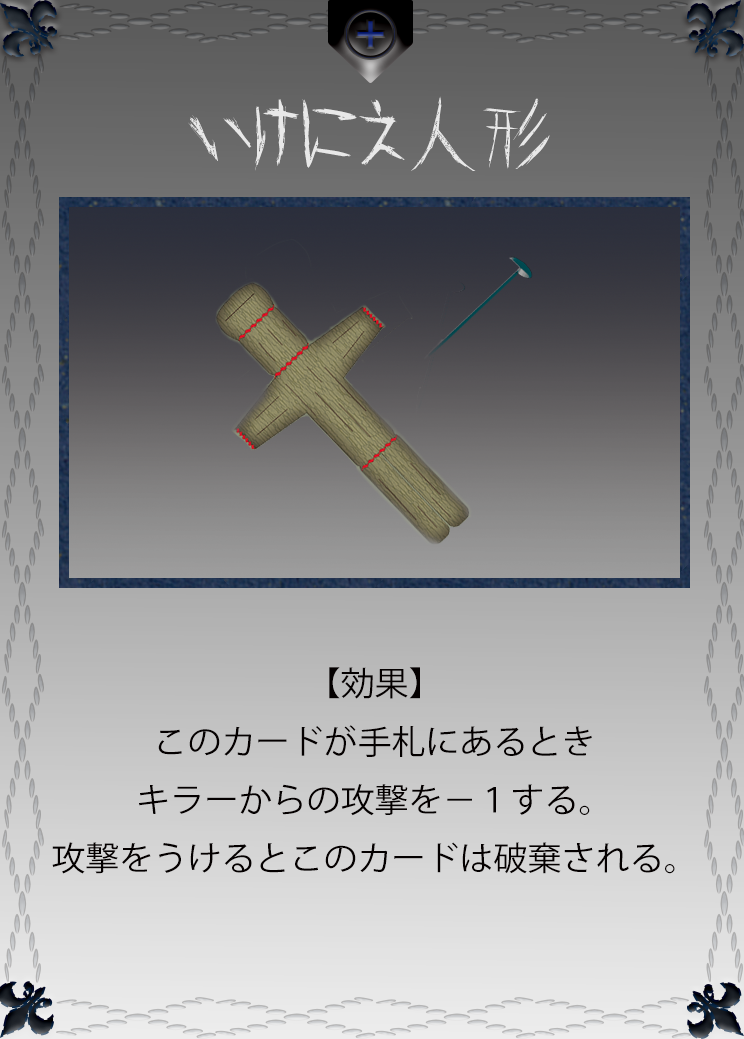 いけにえ人形
【効果】
このカードが手札にあるとき
キラーからの攻撃を－１する。
攻撃をうけるとこのカードは破棄される。